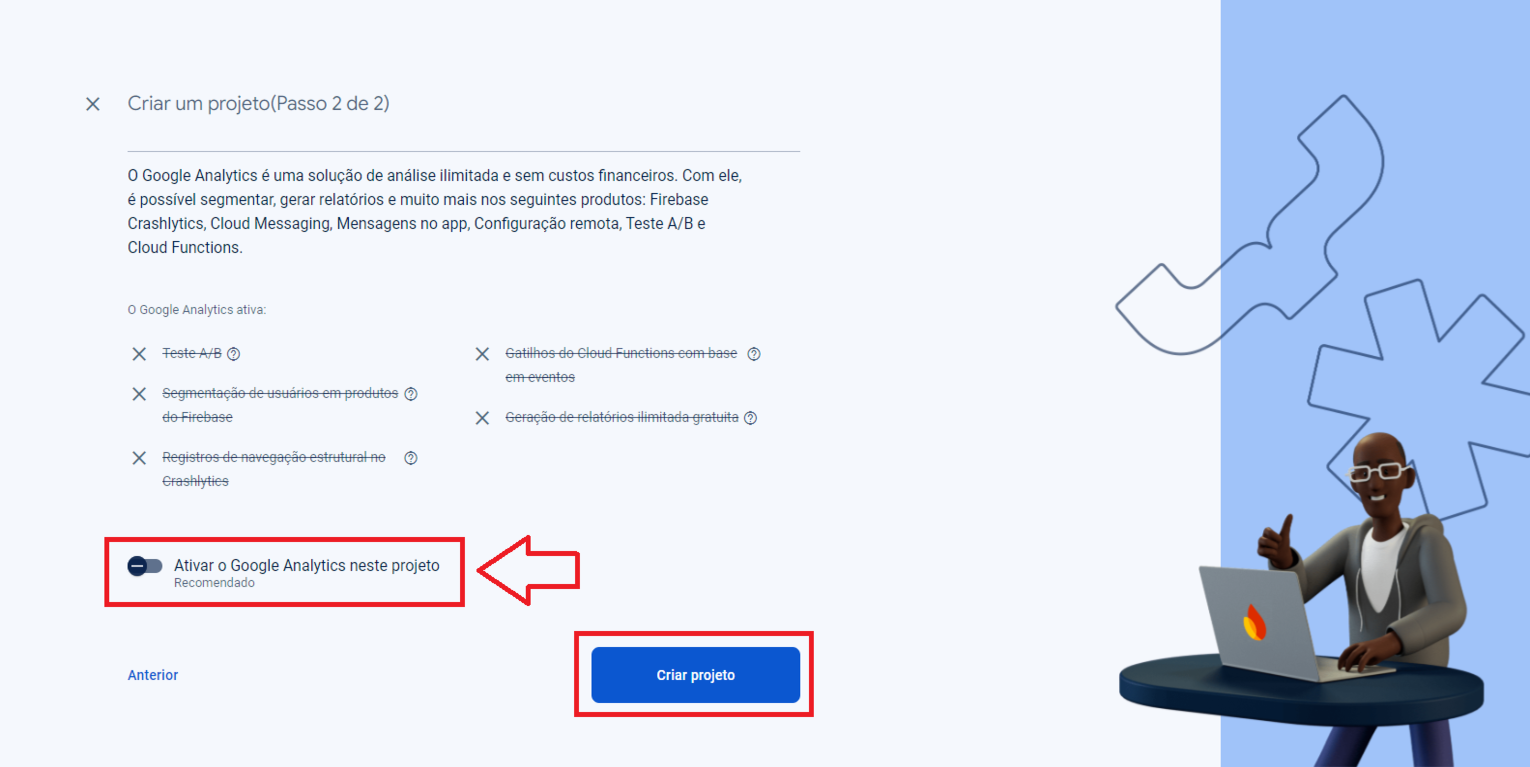 Criar um projeto(Passo 2 de 2)
O Google Analytics é uma solução de análise ilimitada e sem custos financeiros. Com ele,
é possível segmentar, gerar relatórios e muito mais nos seguintes produtos: Firebase
Crashlytics, Cloud Messaging, Mensagens no app, Configuração remota, Teste A/B e
Cloud Functions.
O Google Analytics ativa:
Teste A/B
Segmentação de usuários em produtos
do Firebase
Registros de navegação estrutural no
Crashlytics
Gatilhos do Cloud Functions com base
em eventos
Geração de relatórios ilimitada gratuita
Ativar o Google Analytics neste projeto
Recomendado
Anterior
Criar projeto